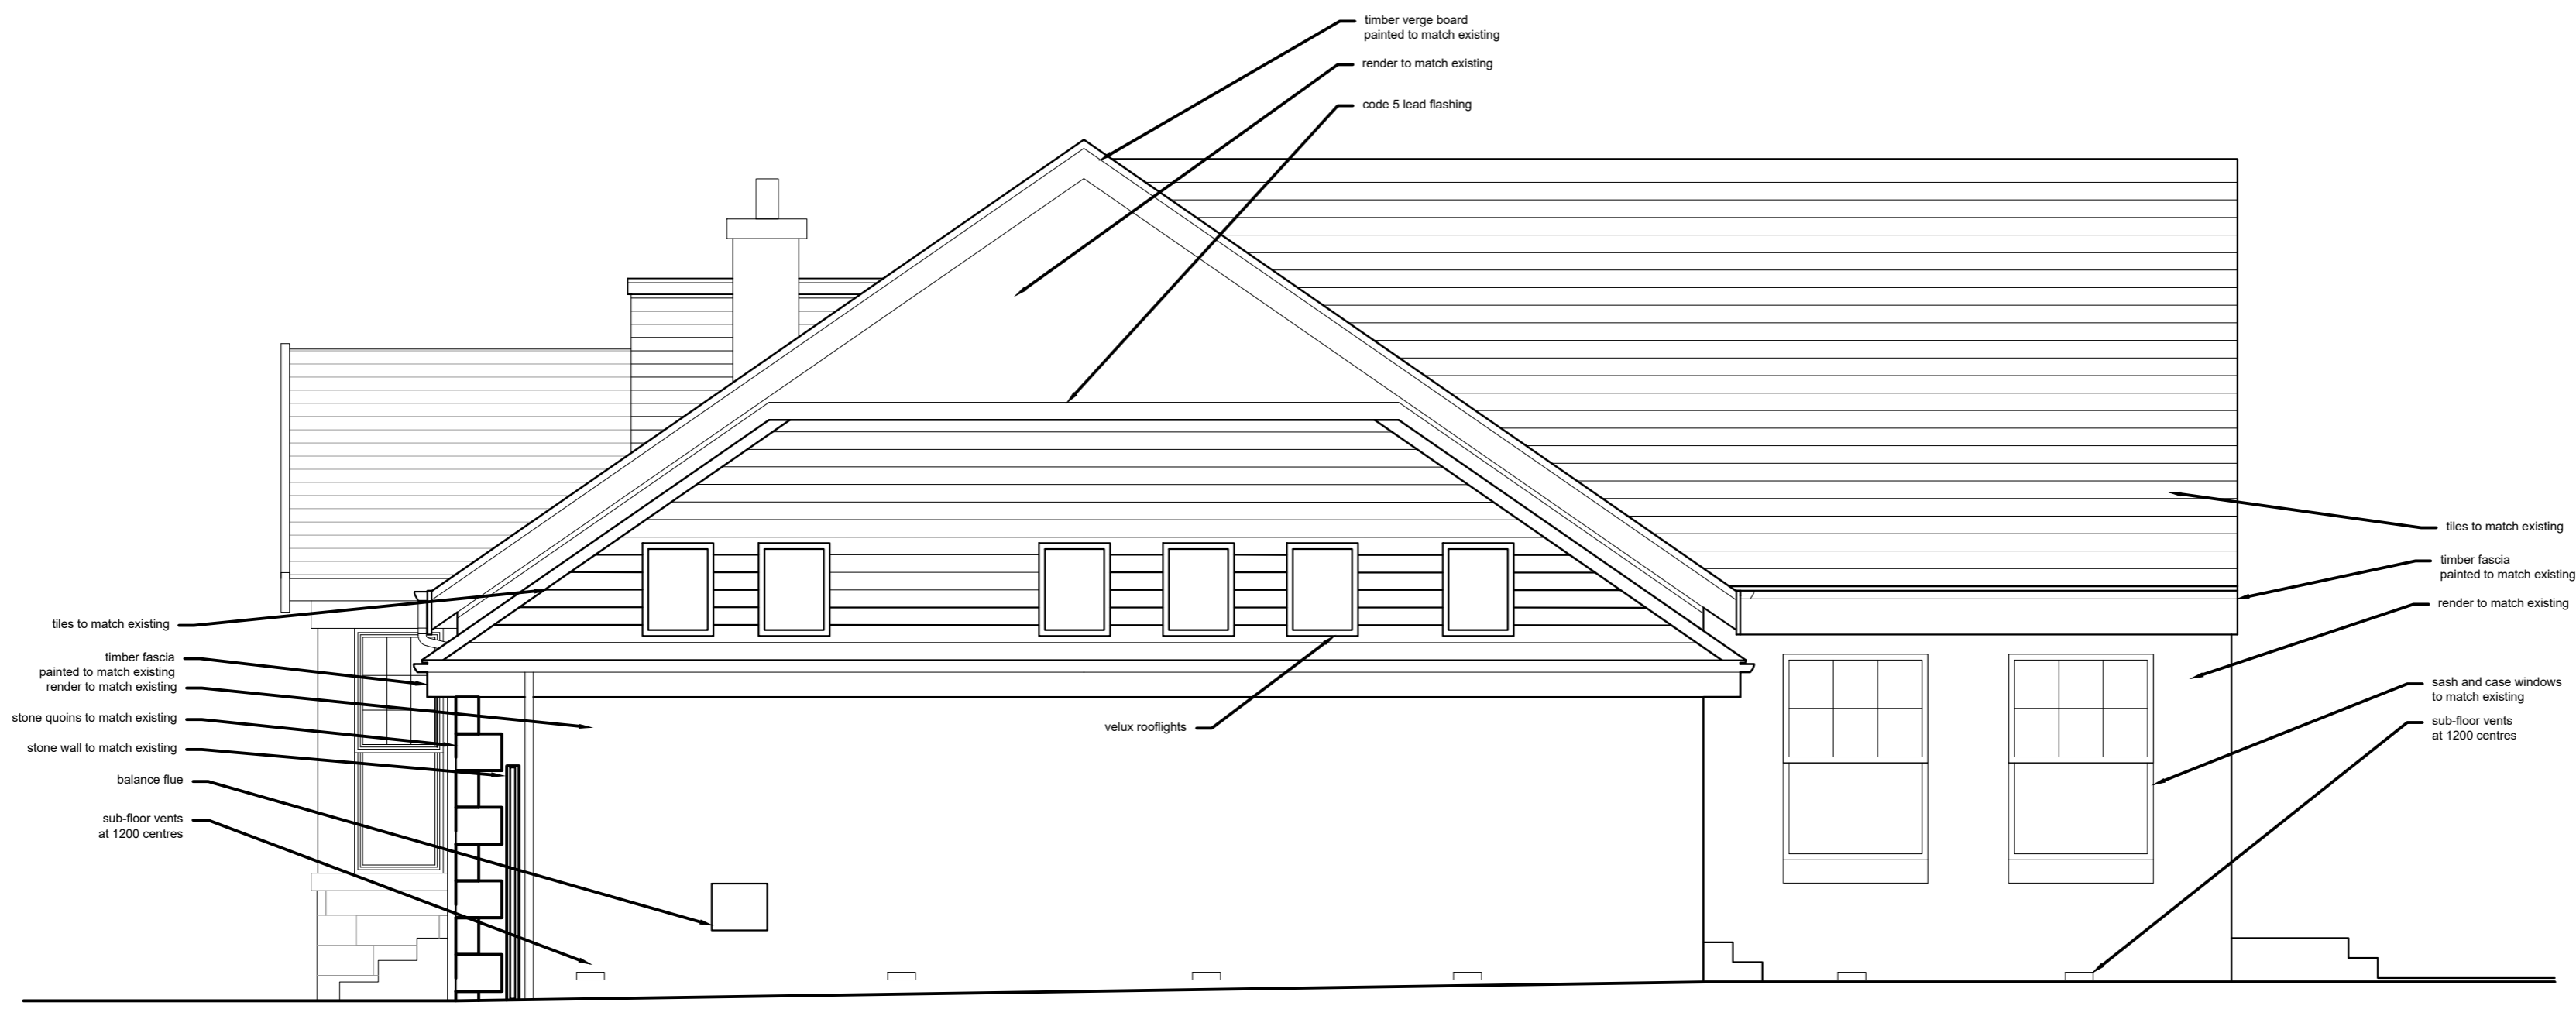 timber verge board
painted to match existing
render to match existing
code 5 lead flashing
tiles to match existing
timber fascia
painted to match existing
render to match existing
stone quoins to match existing
stone wall to match existing
balance flue
sub-floor vents
at 1200 centres
velux rooflights
tiles to match existing
timber fascia
painted to match existing
render to match existing
sash and case windows
to match existing
sub-floor vents
at 1200 centres